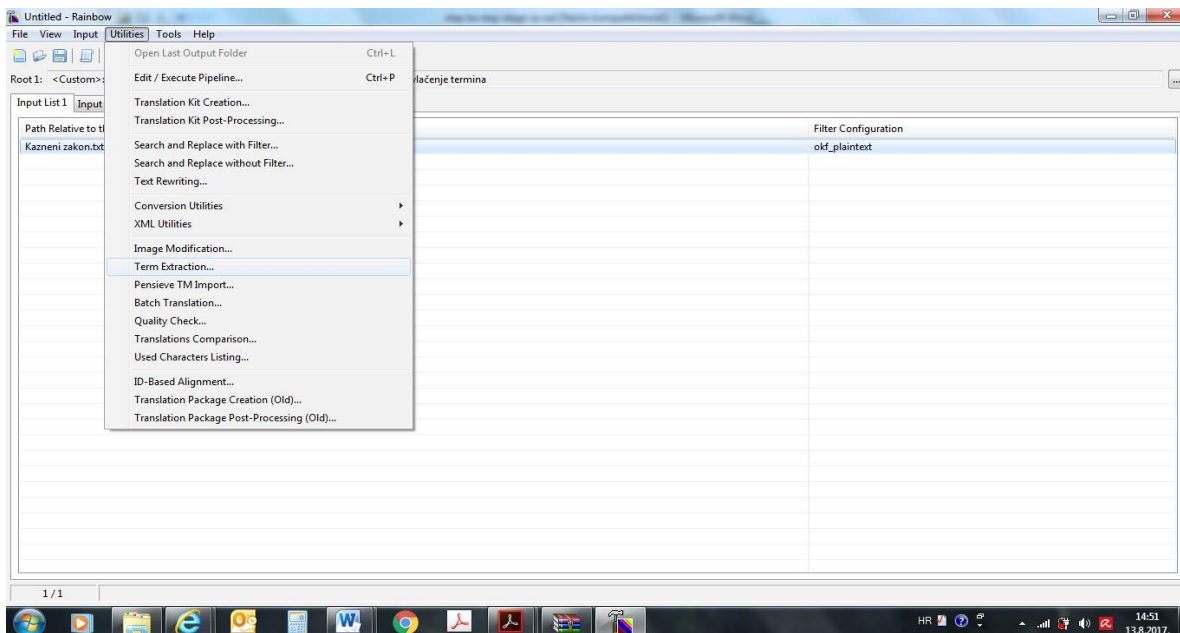 Untitled - Rainbow
File View Input Utilities Tools Help
Root 1: <Custom>: vlačenje termina ...
Input List 1 Input
Open Last Output Folder Ctrl+L
Edit / Execute Pipeline... Ctrl+P
Translation Kit Creation...
Translation Kit Post-Processing...
Search and Replace with Filter...
Search and Replace without Filter...
Text Rewriting...
Conversion Utilities
XML Utilities
Image Modification...
Term Extraction...
Pensieve TM Import...
Batch Translation...
Quality Check...
Translations Comparison...
Used Characters Listing...
ID-Based Alignment...
Translation Package Creation (Old)...
Translation Package Post-Processing (Old)...
Path Relative to tl Filter Configuration
Kazneni zakon.txt okf_plaintext
1 / 1
HR 14:51
13.8.2017.